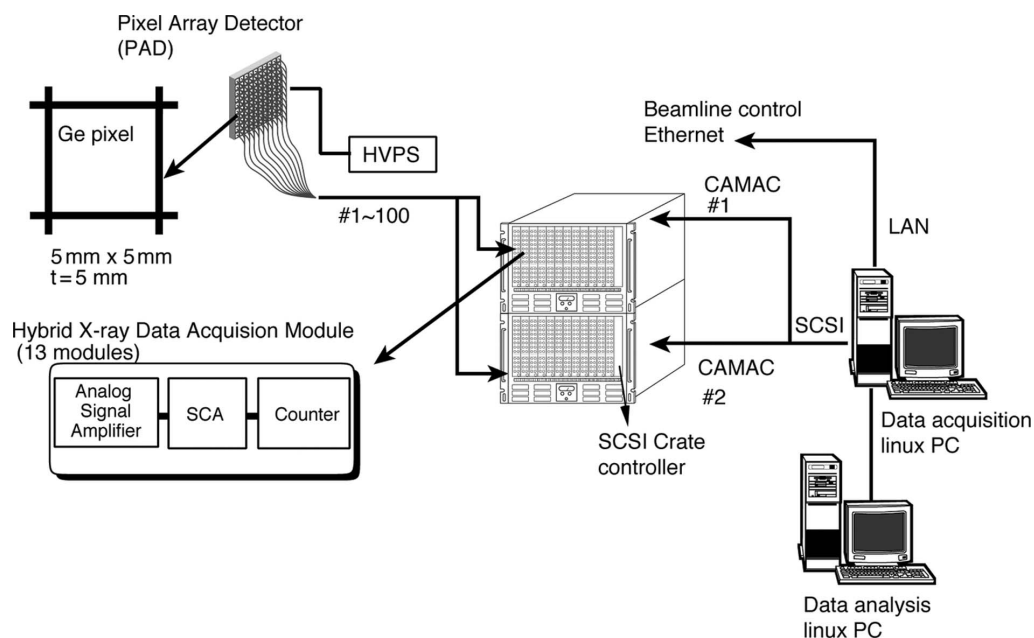 Pixel Array Detector
(PAD)
Ge pixel
5 mm x 5 mm
t = 5 mm
HVPS
#1~100
Beamline control
Ethernet
CAMAC
#1
LAN
SCSI
CAMAC
#2
Hybrid X-ray Data Acquision Module
(13 modules)
Analog
Signal
Amplifier
SCA
Counter
SCSI Crate
controller
Data acquisition
linux PC
Data analysis
linux PC